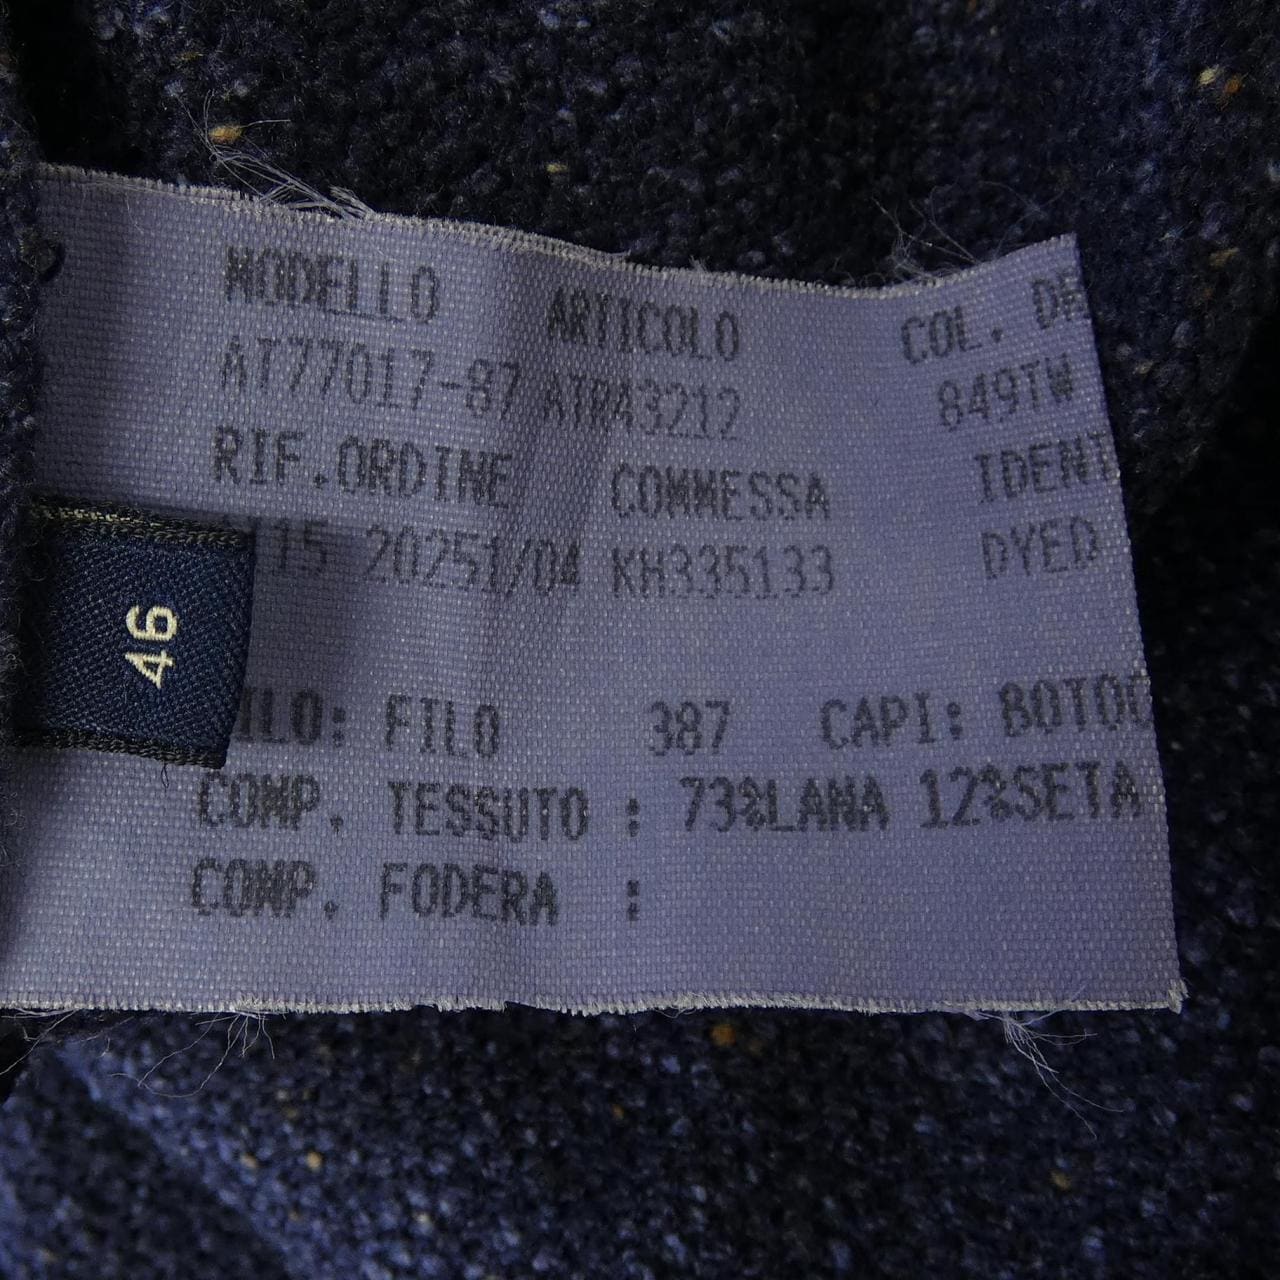 MODELLO ARTICOLO COL. DE
AT77017-87 ATR43212 849TW
RIF.ORDINE COMMESSA IDENT
15 20251/04 KH335133 DYED
46
ILO: FILO 387 CAPI: BOTOO
COMP. TESSUTO : 73%LANA 12%SETA
COMP. FODERA :